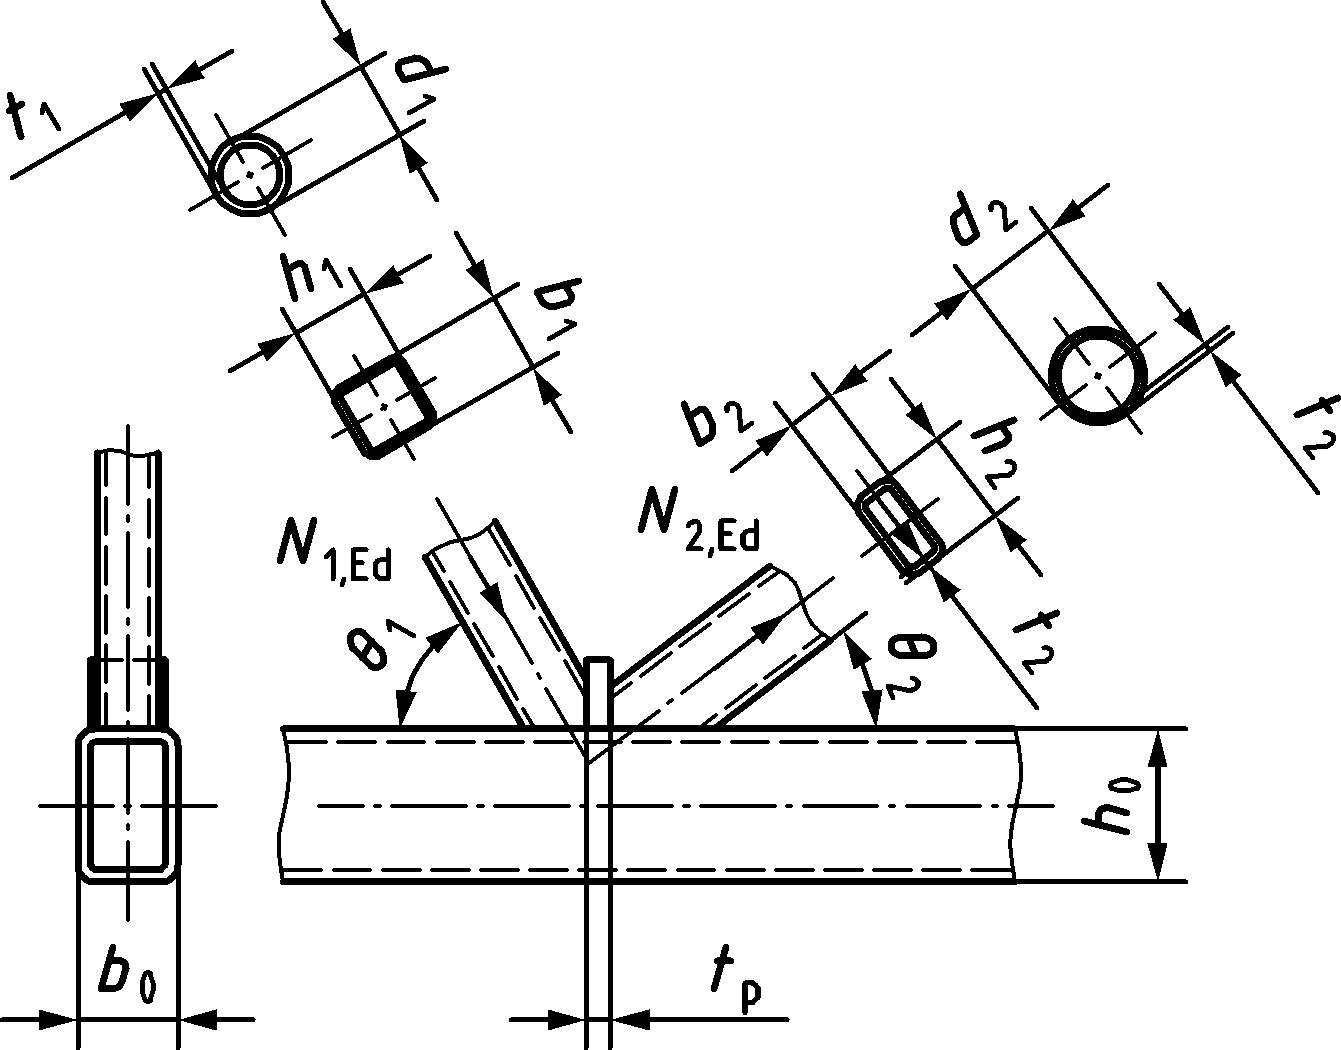 t1
d1
h1
b1
d2
t2
b2
h2
t2
N1,Ed
N2,Ed
θ1
θ2
h0
b0
tp